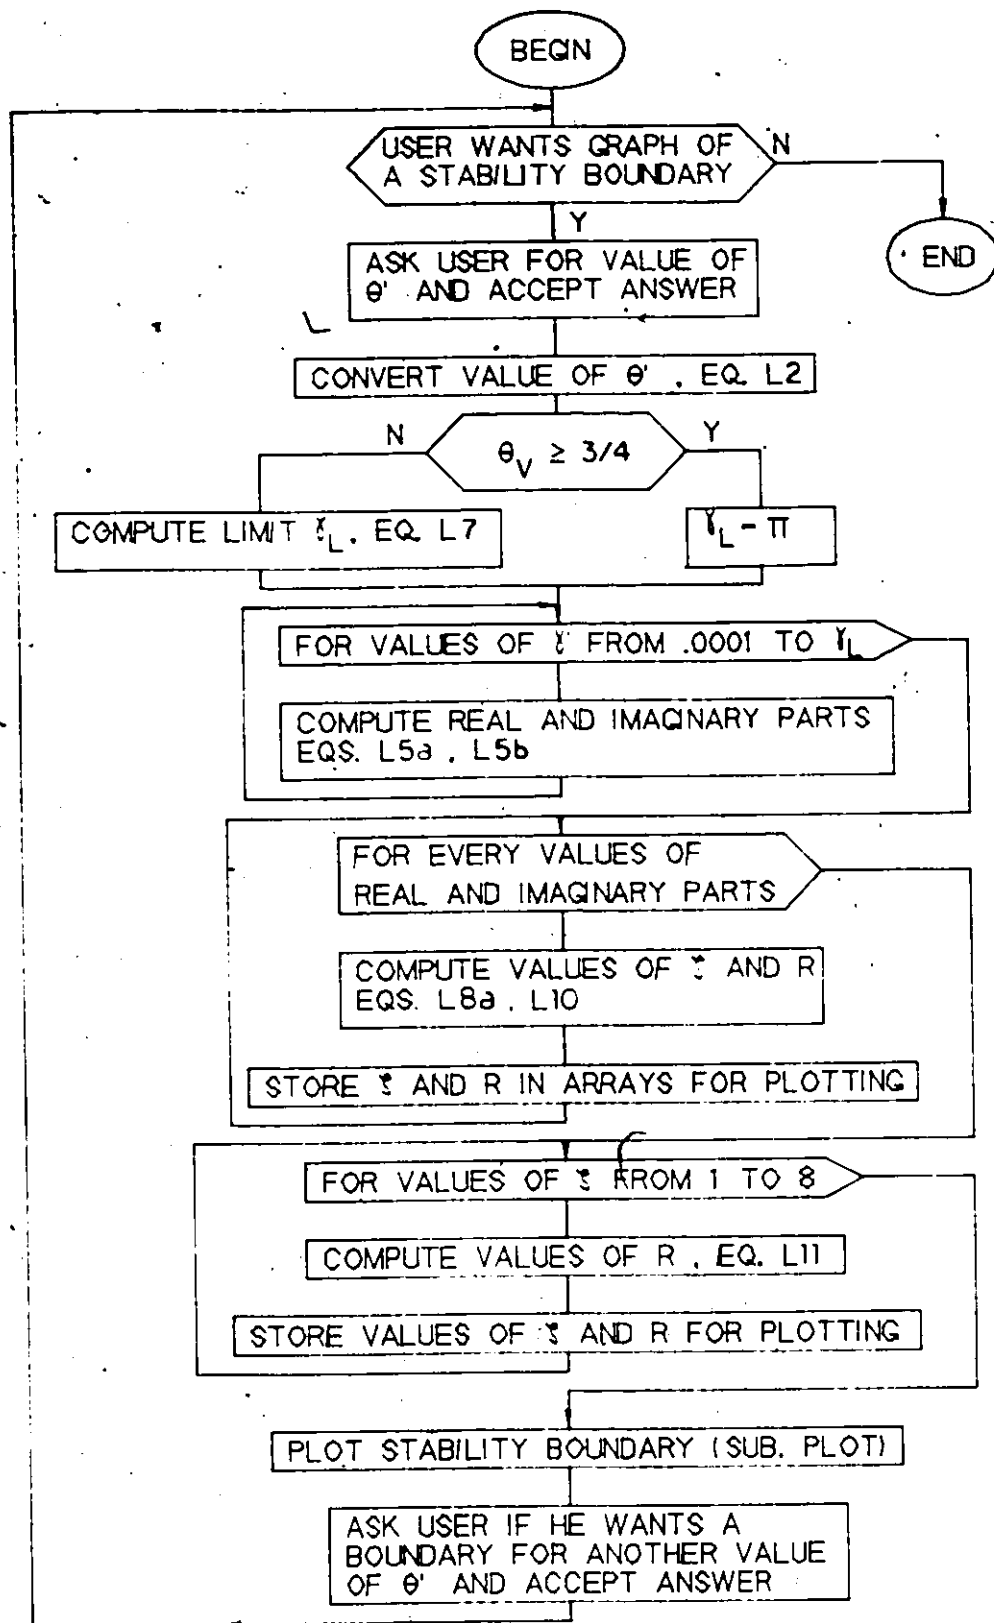 BEGIN
USER WANTS GRAPH OF
A STABILITY BOUNDARY
N
Y
END
ASK USER FOR VALUE OF
θ' AND ACCEPT ANSWER
CONVERT VALUE OF θ' , EQ. L2
N
θV ≥ 3/4
Y
COMPUTE LIMIT γL, EQ. L7
γL - π
FOR VALUES OF γ FROM .0001 TO γL
COMPUTE REAL AND IMAGINARY PARTS
EQS. L5a , L5b
FOR EVERY VALUES OF
REAL AND IMAGINARY PARTS
COMPUTE VALUES OF ζ AND R
EQS. L8a , L10
STORE ζ AND R IN ARRAYS FOR PLOTTING
FOR VALUES OF ζ FROM 1 TO 8
COMPUTE VALUES OF R , EQ. L11
STORE VALUES OF ζ AND R FOR PLOTTING
PLOT STABILITY BOUNDARY (SUB. PLOT)
ASK USER IF HE WANTS A
BOUNDARY FOR ANOTHER VALUE
OF θ' AND ACCEPT ANSWER